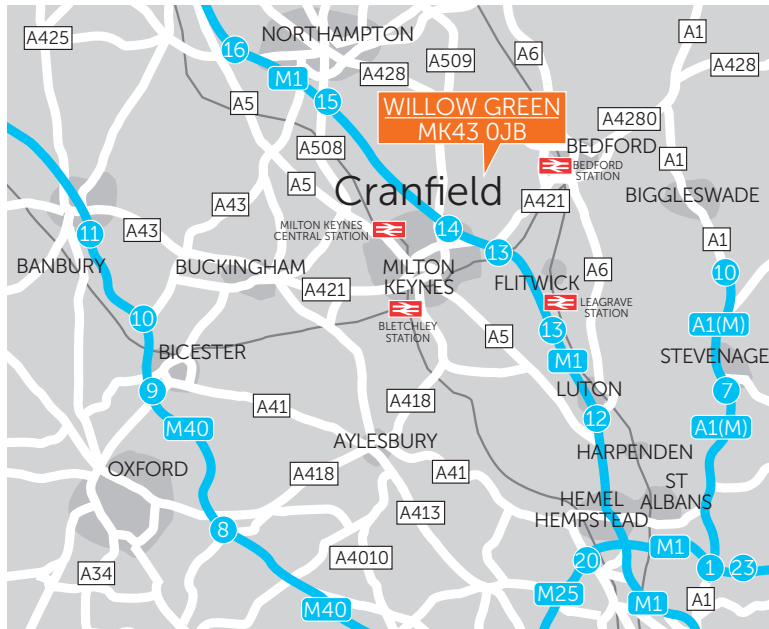 A425
NORTHAMPTON
A6
A1
16
A509
A428
A428
M1
A5
15
WILLOW GREEN
MK43 0JB
A4280
A508
BEDFORD
BEDFORD
STATION
A1
A5
Cranfield
BIGGLESWADE
A43
A421
MILTON KEYNES
CENTRAL STATION
11
A43
14
A1
13
BANBURY
BUCKINGHAM
MILTON
KEYNES
FLITWICK
A6
10
A421
LEAGRAVE
STATION
10
BLETCHLEY
STATION
13
A1(M)
A5
BICESTER
M1
STEVENAGE
9
LUTON
7
A41
A418
12
M40
A1(M)
AYLESBURY
HARPENDEN
OXFORD
A418
A41
ST
ALBANS
HEMEL
HEMPSTEAD
A413
8
A4010
20
M1
1
23
A34
M25
M40
M1
A1